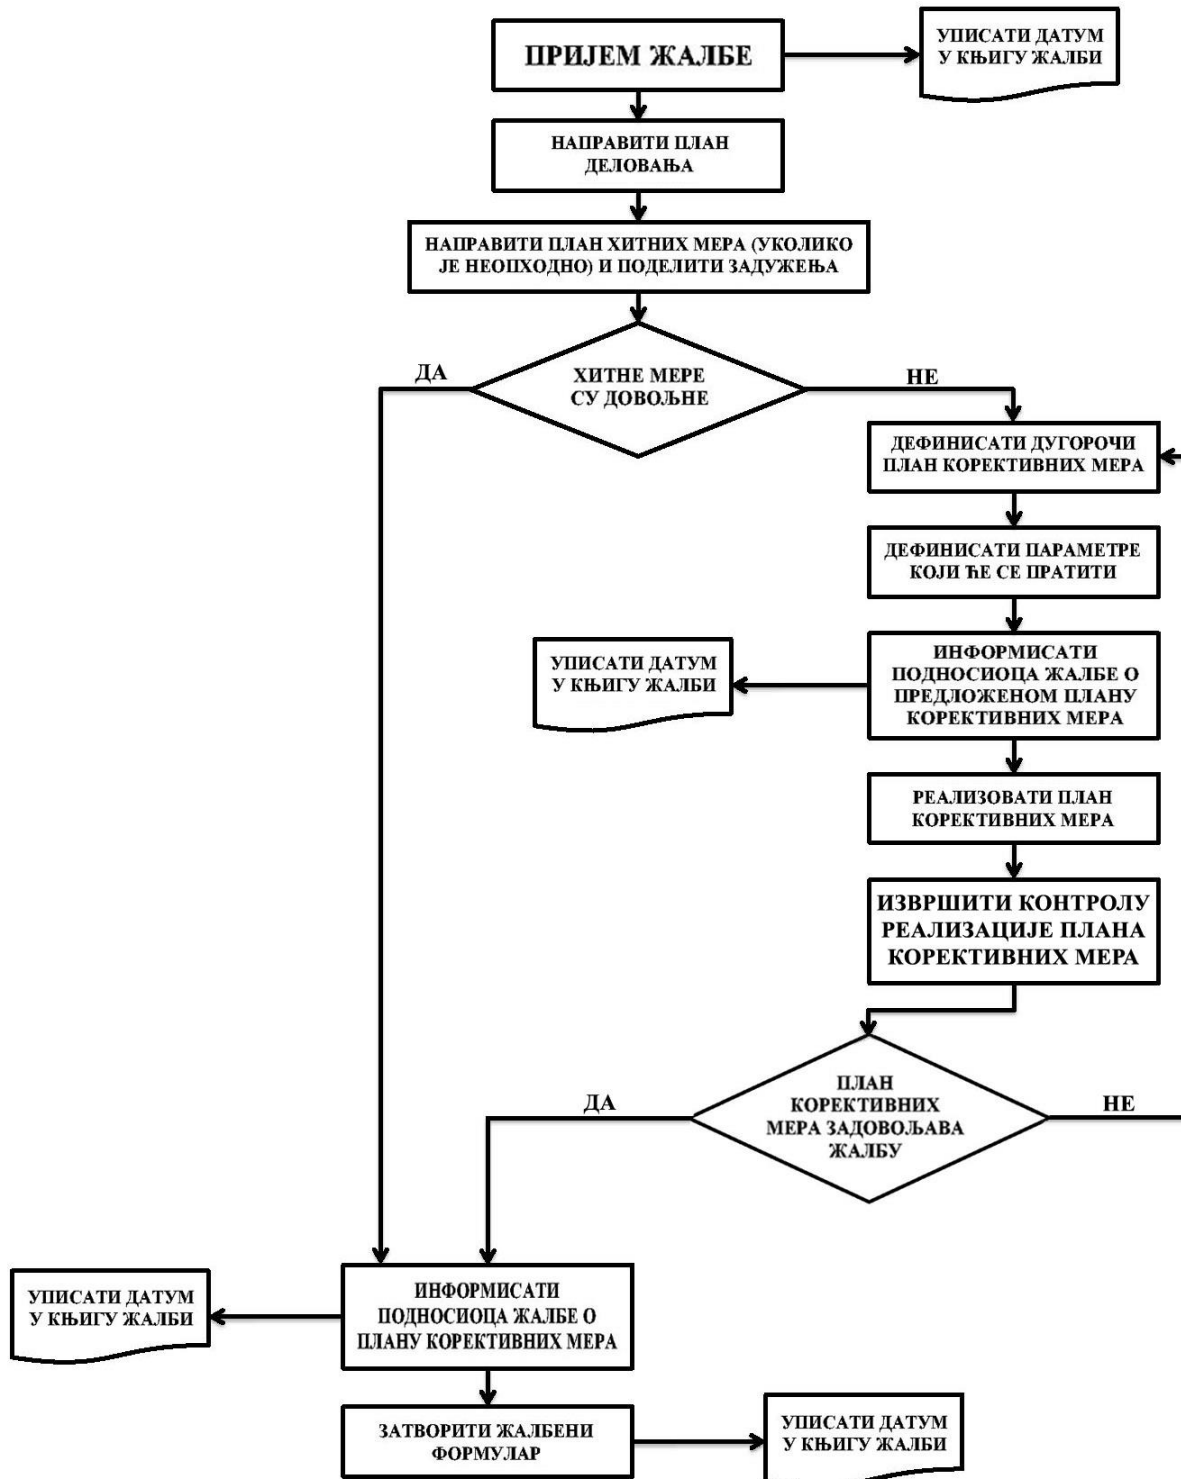 ПРИЈЕМ ЖАЛБЕ
УПИСАТИ ДАТУМ
У КЊИГУ ЖАЛБИ
НАПРАВИТИ ПЛАН
ДЕЛОВАЊА
НАПРАВИТИ ПЛАН ХИТНИХ МЕРА (УКОЛИКО
ЈЕ НЕОПХОДНО) И ПОДЕЛИТИ ЗАДУЖЕЊА
ДА
ХИТНЕ МЕРЕ
СУ ДОВОЉНЕ
НЕ
ДЕФИНИСАТИ ДУГОРОЧИ
ПЛАН КОРЕКТИВНИХ МЕРА
ДЕФИНИСАТИ ПАРАМЕТРЕ
КОЈИ ЋЕ СЕ ПРАТИТИ
УПИСАТИ ДАТУМ
У КЊИГУ ЖАЛБИ
ИНФОРМИСАТИ
ПОДНОСИОЦА ЖАЛБЕ О
ПРЕДЛОЖЕНОМ ПЛАНУ
КОРЕКТИВНИХ МЕРА
РЕАЛИЗОВАТИ ПЛАН
КОРЕКТИВНИХ МЕРА
ИЗВРШИТИ КОНТРОЛУ
РЕАЛИЗАЦИЈЕ ПЛАНА
КОРЕКТИВНИХ МЕРА
ДА
ПЛАН
КОРЕКТИВНИХ
МЕРА ЗАДОВОЉАВА
ЖАЛБУ
НЕ
УПИСАТИ ДАТУМ
У КЊИГУ ЖАЛБИ
ИНФОРМИСАТИ
ПОДНОСИОЦА ЖАЛБЕ О
ПЛАНУ КОРЕКТИВНИХ МЕРА
ЗАТВОРИТИ ЖАЛБЕНИ
ФОРМУЛАР
УПИСАТИ ДАТУМ
У КЊИГУ ЖАЛБИ